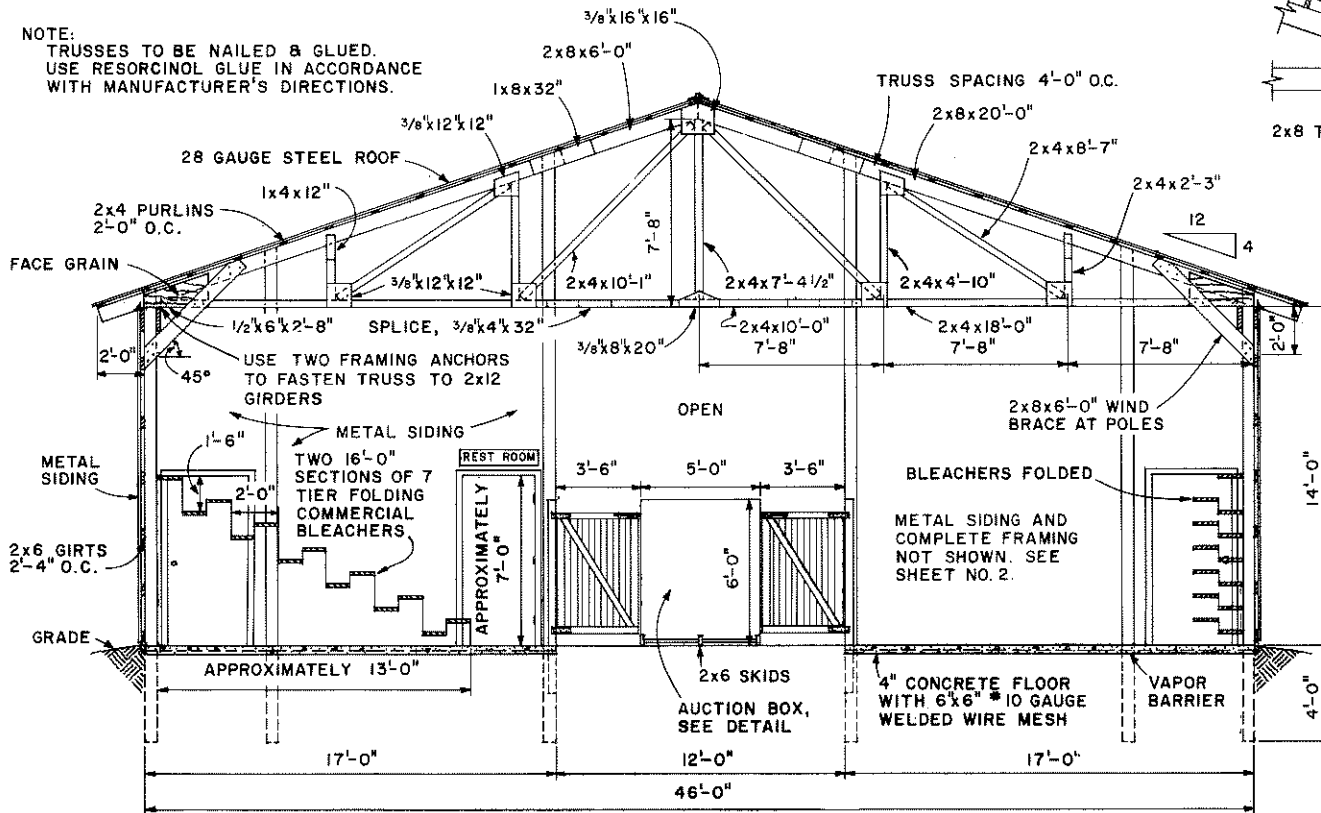 NOTE:
TRUSSES TO BE NAILED & GLUED.
USE RESORCINOL GLUE IN ACCORDANCE
WITH MANUFACTURER'S DIRECTIONS.
3/8"x16"x16"
2x8x6'-0"
1x8x32"
3/8"x12"x12"
28 GAUGE STEEL ROOF
1x4x12"
2x4 PURLINS
2'-0" O.C.
FACE GRAIN
TRUSS SPACING 4'-0" O.C.
2x8x20'-0"
2x4x8'-7"
2x4x2'-3"
2x8 T
12
4
7'-8"
3/8"x12"x12"
2x4x10'-1"
2x4x7'-4 1/2"
2x4x4'-10"
1/2"x6"x2'-8"
SPLICE, 3/8"x4"x32"
2x4x10'-0"
2x4x18'-0"
3/8"x8"x20"
7'-8"
7'-8"
7'-8"
2'-0"
2'-0"
45°
USE TWO FRAMING ANCHORS
TO FASTEN TRUSS TO 2x12
GIRDERS
OPEN
2x8x6'-0" WIND
BRACE AT POLES
METAL SIDING
1'-6"
METAL
SIDING
TWO 16'-0"
SECTIONS OF 7
TIER FOLDING
COMMERCIAL
BLEACHERS
2'-0"
REST ROOM
3'-6"
5'-0"
3'-6"
BLEACHERS FOLDED
14'-0"
METAL SIDING AND
COMPLETE FRAMING
NOT SHOWN. SEE
SHEET NO. 2.
2x6 GIRTS
2'-4" O.C.
APPROXIMATELY
7'-0"
6'-0"
GRADE
APPROXIMATELY 13'-0"
2x6 SKIDS
AUCTION BOX,
SEE DETAIL
4" CONCRETE FLOOR
WITH 6"x6" #10 GAUGE
WELDED WIRE MESH
VAPOR
BARRIER
4'-0"
17'-0"
12'-0"
17'-0"
46'-0"